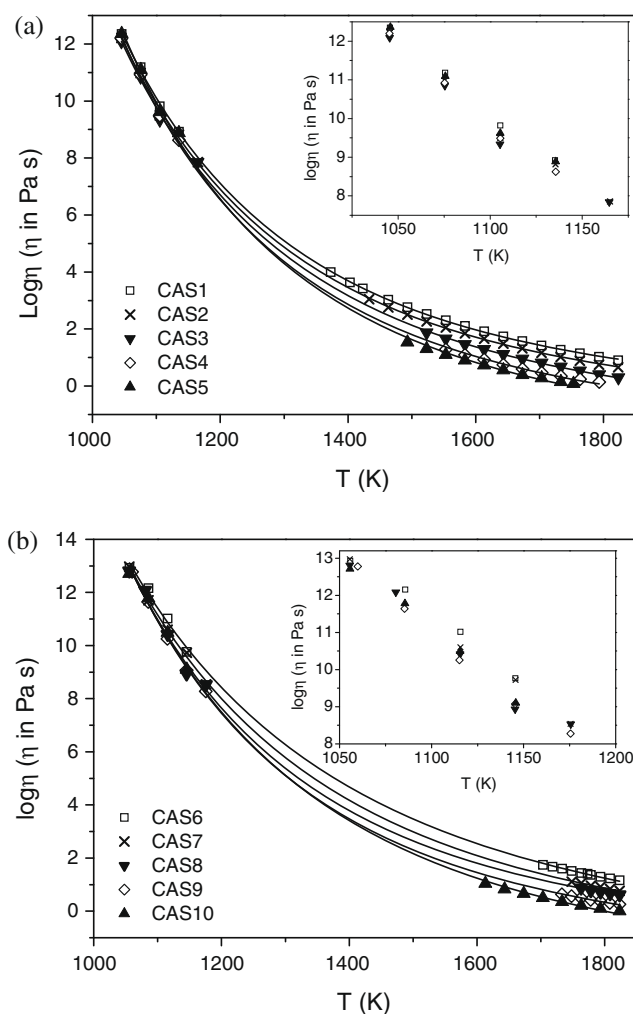 (a)
12
10
8
6
4
2
0
Logη (η in Pa s)
1000 1200 1400 1600 1800
T (K)
CAS1
CAS2
CAS3
CAS4
CAS5
12
11
10
9
8
logη (η in Pa s)
1050 1100 1150
T (K)
(b)
14
12
10
8
6
4
2
0
logη (η in Pa s)
1000 1200 1400 1600 1800
T (K)
CAS6
CAS7
CAS8
CAS9
CAS10
13
12
11
10
9
8
logη (η in Pa s)
1050 1100 1150 1200
T (K)